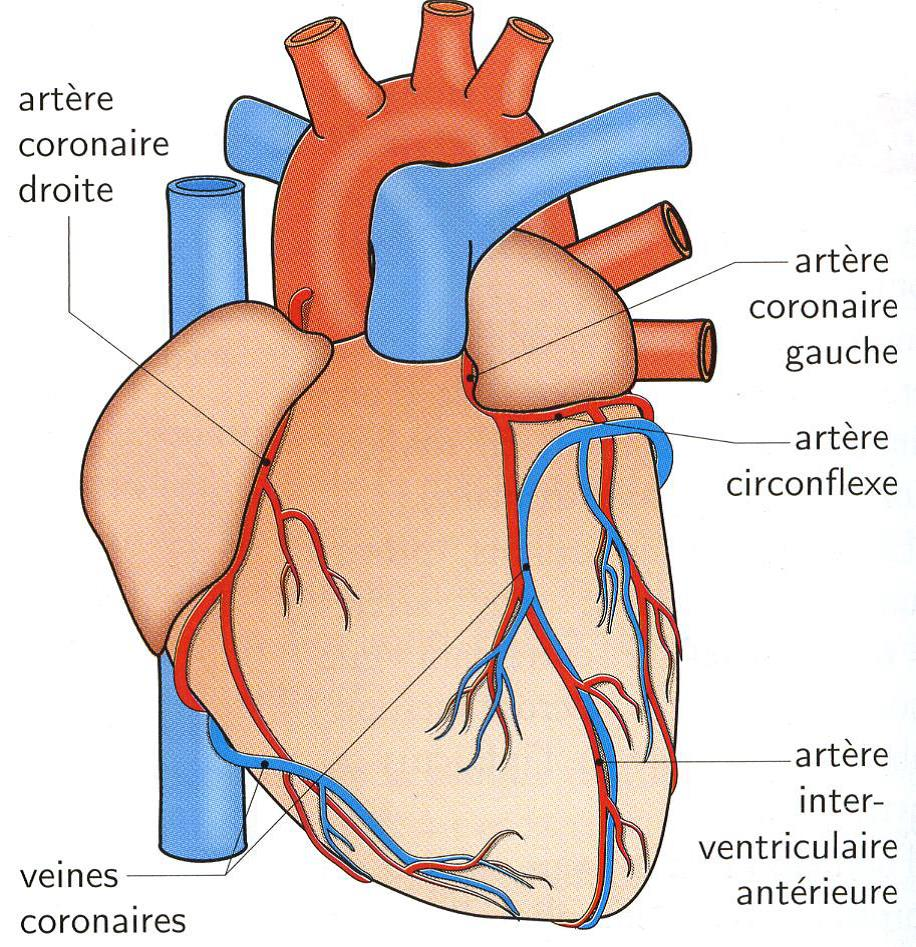 artère
coronaire
droite
artère
coronaire
gauche
artère
circonflexe
artère
inter-
ventriculaire
antérieure
veines
coronaires